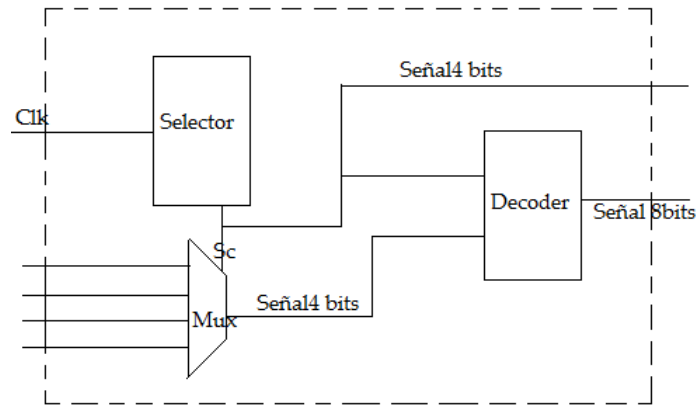 Señal4 bits
Clk
Selector
Decoder
Señal 8bits
Sc
Señal4 bits
Mux